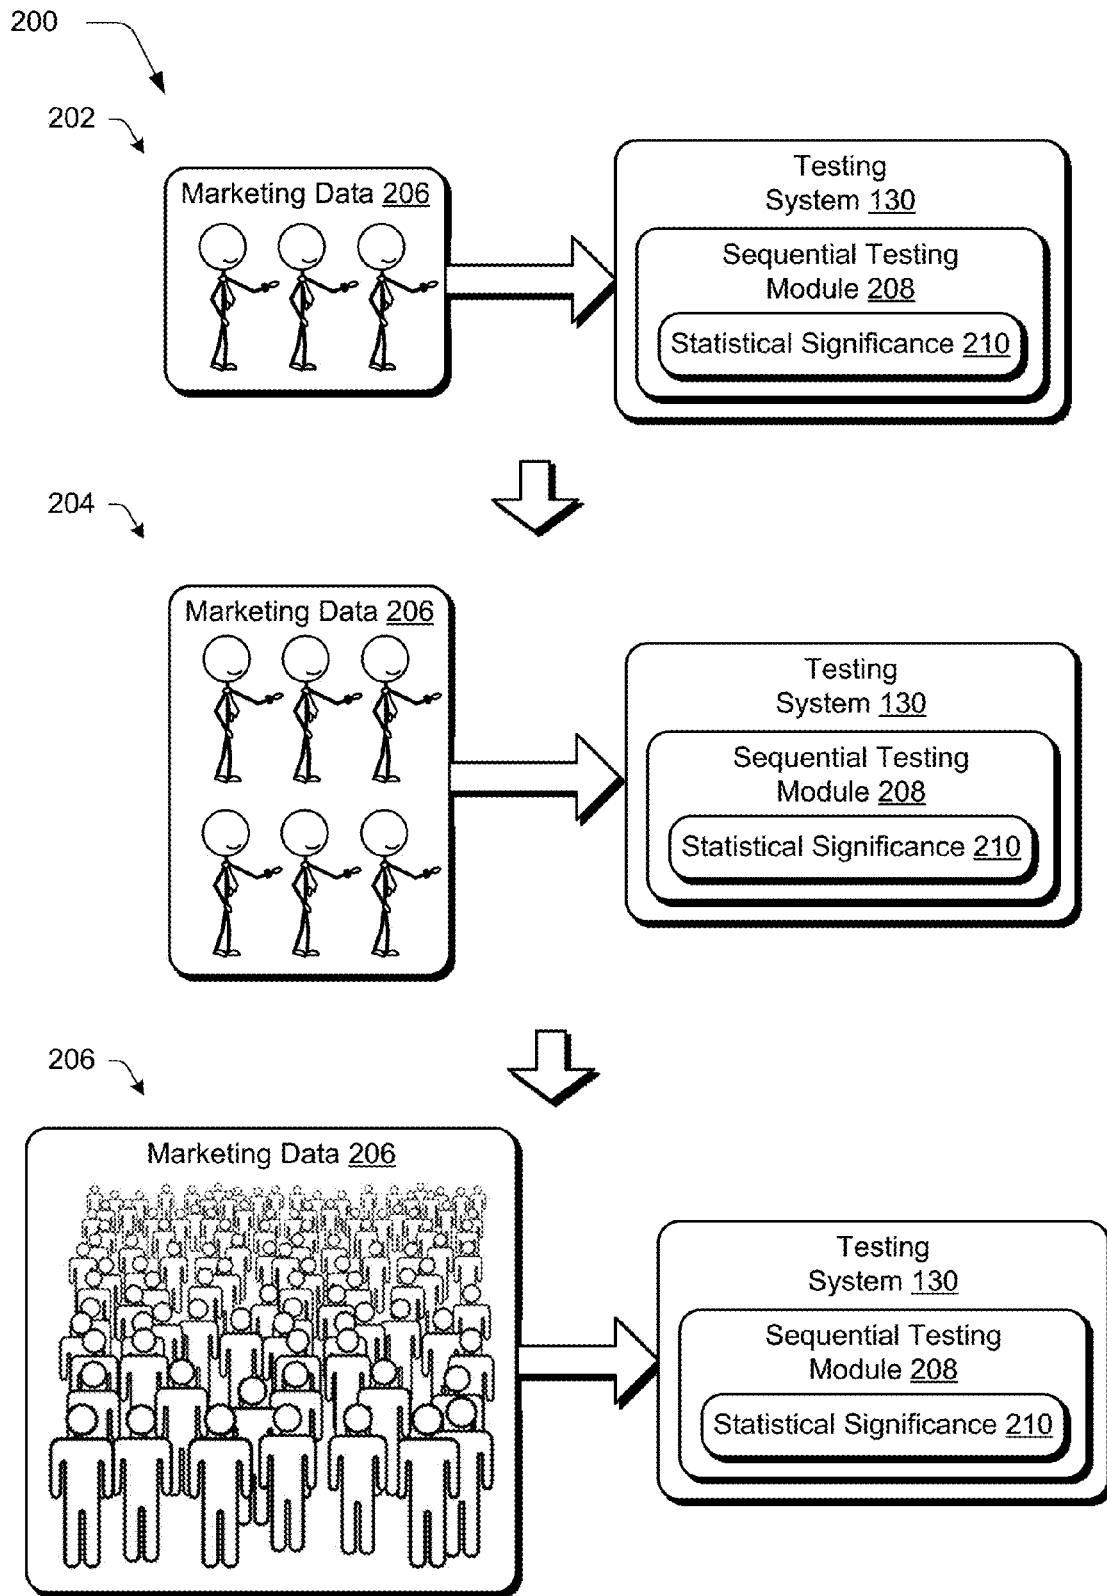 200
202
Marketing Data 206
Testing
System 130
Sequential Testing
Module 208
Statistical Significance 210
204
Marketing Data 206
Testing
System 130
Sequential Testing
Module 208
Statistical Significance 210
206
Marketing Data 206
Testing
System 130
Sequential Testing
Module 208
Statistical Significance 210